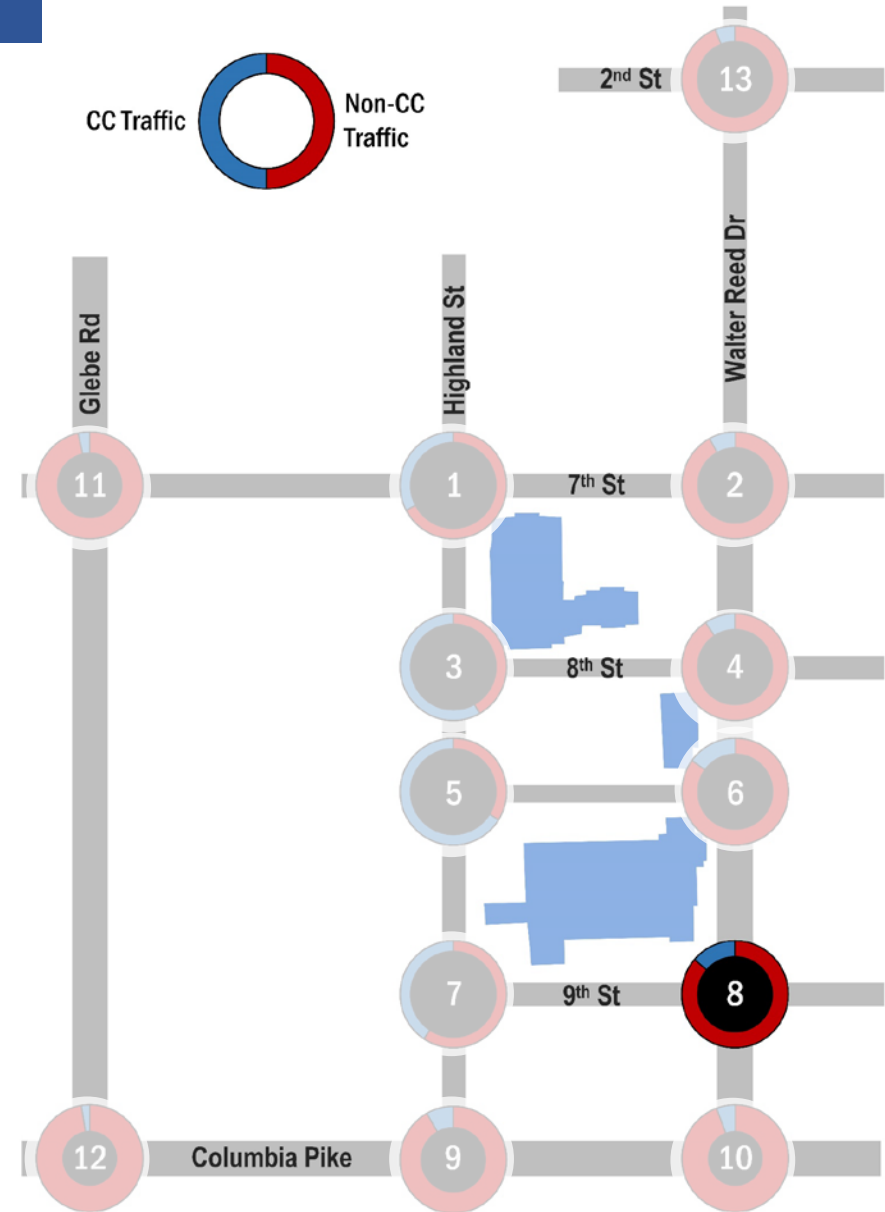 2nd St
13
CC Traffic
Non-CC
Traffic
Glebe Rd
Highland St
Walter Reed Dr
11
1
7th St
2
3
8th St
4
5
6
7
9th St
8
12
Columbia Pike
9
10